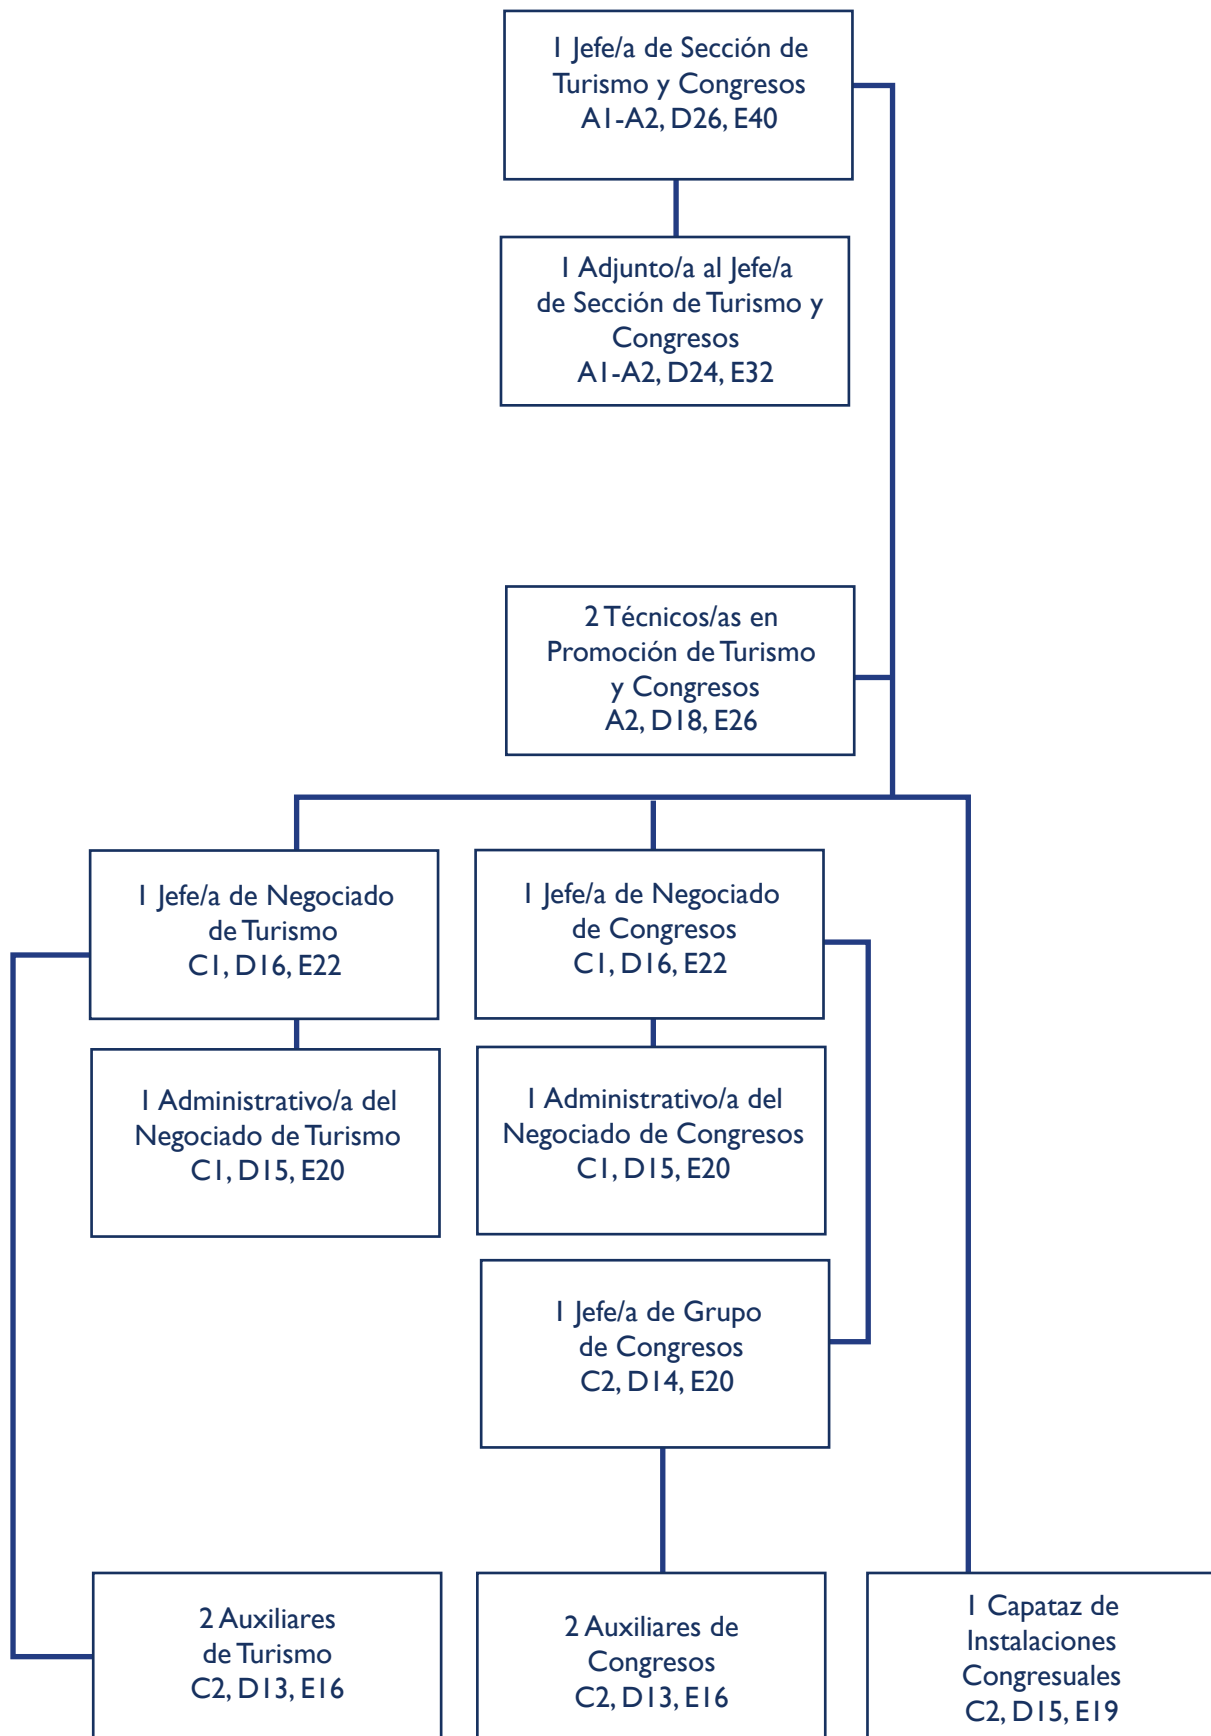 1 Jefe/a de Sección de
Turismo y Congresos
A1-A2, D26, E40
1 Adjunto/a al Jefe/a
de Sección de Turismo y
Congresos
A1-A2, D24, E32
2 Técnicos/as en
Promoción de Turismo
y Congresos
A2, D18, E26
1 Jefe/a de Negociado
de Turismo
C1, D16, E22
1 Jefe/a de Negociado
de Congresos
C1, D16, E22
1 Administrativo/a del
Negociado de Turismo
C1, D15, E20
1 Administrativo/a del
Negociado de Congresos
C1, D15, E20
1 Jefe/a de Grupo
de Congresos
C2, D14, E20
2 Auxiliares
de Turismo
C2, D13, E16
2 Auxiliares de
Congresos
C2, D13, E16
1 Capataz de
Instalaciones
Congresuales
C2, D15, E19